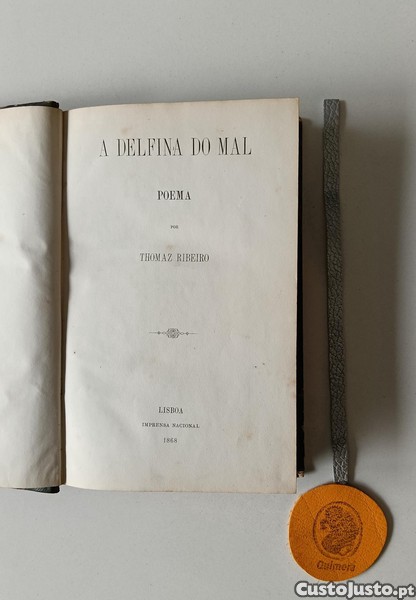 A DELFINA DO MAL
POEMA
POR
THOMAZ RIBEIRO
LISBOA
IMPRENSA NACIONAL
1868
Quimera
CustoJusto.pt